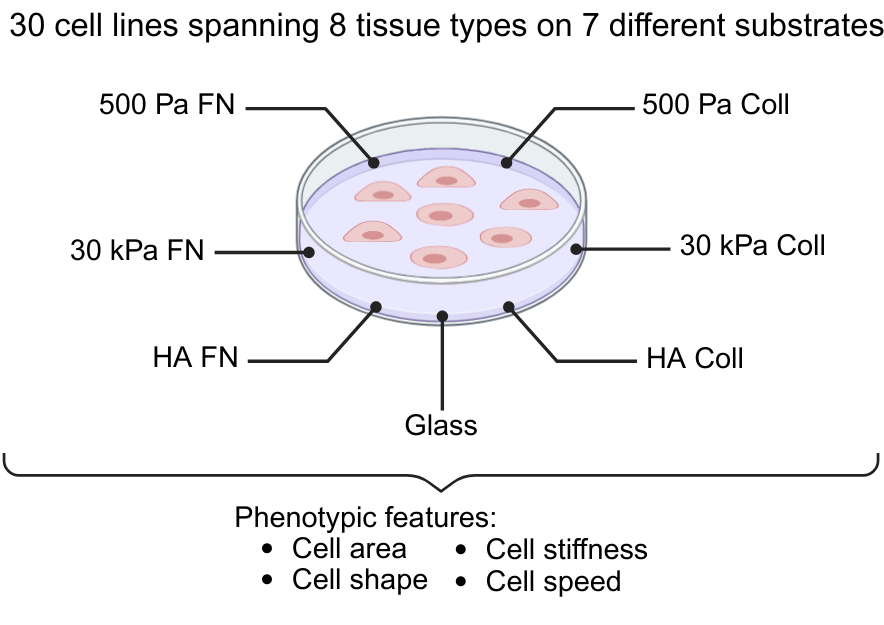 30 cell lines spanning 8 tissue types on 7 different substrates
500 Pa FN
500 Pa Coll
30 kPa FN
30 kPa Coll
HA FN
HA Coll
Glass
Phenotypic features:
• Cell area
• Cell stiffness
• Cell shape
• Cell speed